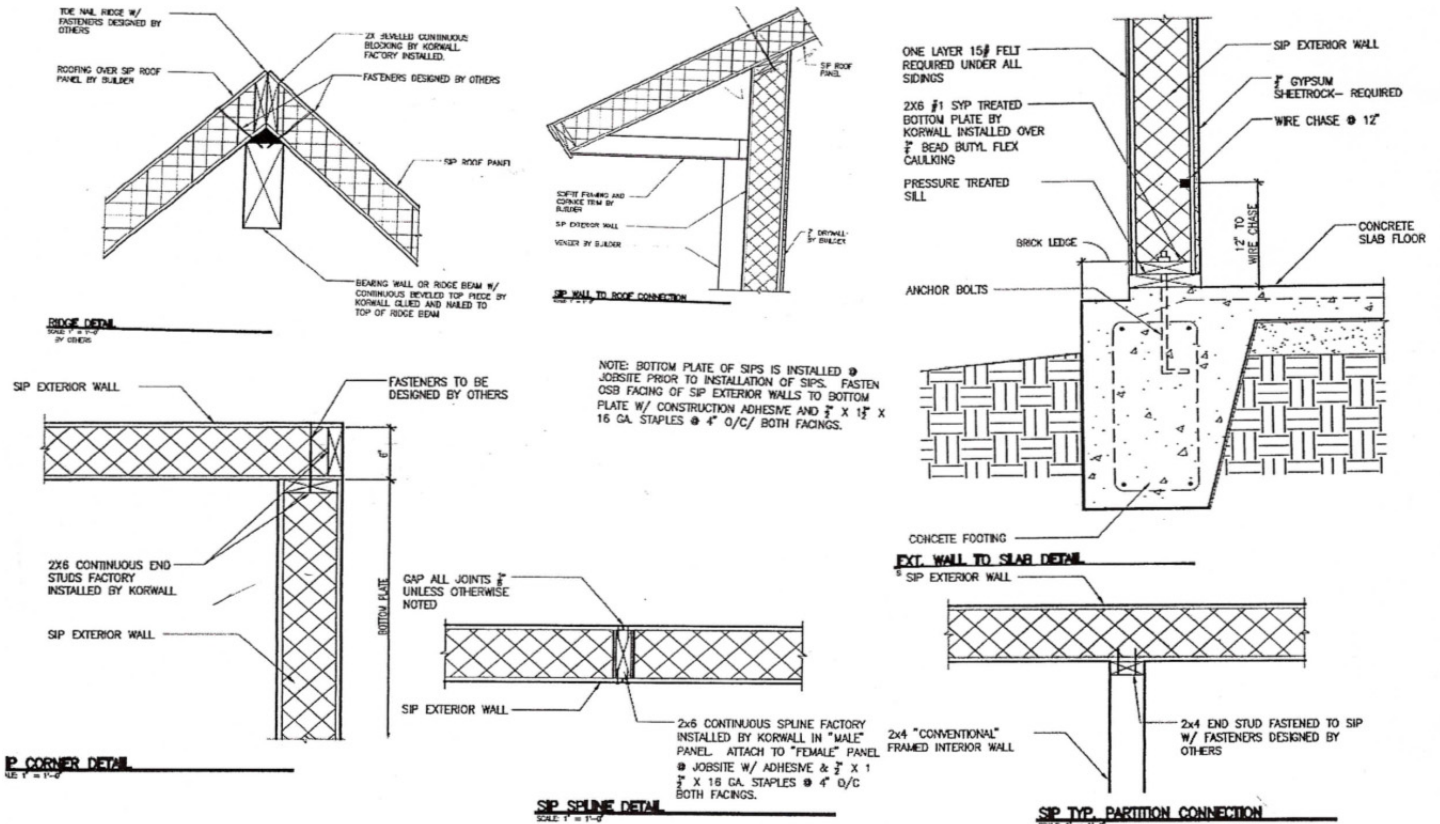 TOE NAIL RIDGE W/
FASTENERS DESIGNED BY
OTHERS
2X BEVELED CONTINUOUS
BLOCKING BY KORWALL
FACTORY INSTALLED.
ROOFING OVER SIP ROOF
PANEL BY BUILDER
FASTENERS DESIGNED BY OTHERS
SIP ROOF PANEL
BEARING WALL OR RIDGE BEAM W/
CONTINUOUS BEVELED TOP PIECE BY
KORWALL GLUED AND NAILED TO
TOP OF RIDGE BEAM
RIDGE DETAIL
SCALE: 1" = 1'-0"
BY OTHERS
SIP ROOF
PANEL
SOFFIT FRAMING AND
CORNICE TRIM BY
BUILDER
SIP EXTERIOR WALL
VENEER BY BUILDER
DRYWALL
BY BUILDER
SIP WALL TO ROOF CONNECTION
ONE LAYER 15# FELT
REQUIRED UNDER ALL
SIDINGS
2X6 #1 SYP TREATED
BOTTOM PLATE BY
KORWALL INSTALLED OVER
BEAD BUTYL FLEX
CAULKING
PRESSURE TREATED
SILL
BRICK LEDGE
ANCHOR BOLTS
SIP EXTERIOR WALL
GYPSUM
SHEETROCK- REQUIRED
WIRE CHASE @ 12"
12" TO
WIRE CHASE
CONCRETE
SLAB FLOOR
CONCETE FOOTING
EXT. WALL TO SLAB DETAIL
NOTE: BOTTOM PLATE OF SIPS IS INSTALLED @
JOBSITE PRIOR TO INSTALLATION OF SIPS. FASTEN
OSB FACING OF SIP EXTERIOR WALLS TO BOTTOM
PLATE W/ CONSTRUCTION ADHESIVE AND X X
16 GA. STAPLES @ 4" O/C/ BOTH FACINGS.
SIP EXTERIOR WALL
FASTENERS TO BE
DESIGNED BY OTHERS
6"
2X6 CONTINUOUS END
STUDS FACTORY
INSTALLED BY KORWALL
BOTTOM PLATE
SIP EXTERIOR WALL
IP CORNER DETAIL
1" = 1'-0"
GAP ALL JOINTS
UNLESS OTHERWISE
NOTED
SIP EXTERIOR WALL
2x6 CONTINUOUS SPLINE FACTORY
INSTALLED BY KORWALL IN "MALE"
PANEL. ATTACH TO "FEMALE" PANEL
@ JOBSITE W/ ADHESIVE & X 1
X 16 GA. STAPLES @ 4" O/C
BOTH FACINGS.
SIP SPLINE DETAIL
SCALE: 1" = 1'-0"
SIP EXTERIOR WALL
2x4 "CONVENTIONAL"
FRAMED INTERIOR WALL
2x4 END STUD FASTENED TO SIP
W/ FASTENERS DESIGNED BY
OTHERS
SIP TYP. PARTITION CONNECTION